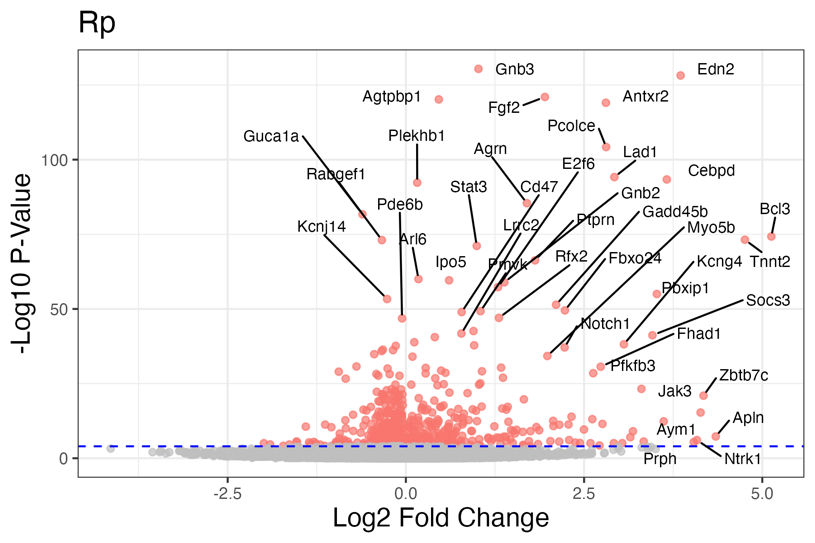 Rp
Gnb3
Edn2
Agtpbp1
Fgf2
Antxr2
Pcolce
Guca1a
Plekhb1
Agrn
Lad1
E2f6
Rabgef1
Cebpd
Stat3
Cd47
Gnb2
Pde6b
Bcl3
Gadd45b
Kcnj14
Lrrc2
Ptprn
Myo5b
Arl6
Ipo5
Pmvk
Rfx2
Fbxo24
Kcng4
Tnnt2
Pbxip1
Socs3
Notch1
Fhad1
Pfkfb3
Zbtb7c
Jak3
Apln
Aym1
Prph
Ntrk1
100
50
0
-2.5
0.0
2.5
5.0
-Log10 P-Value
Log2 Fold Change